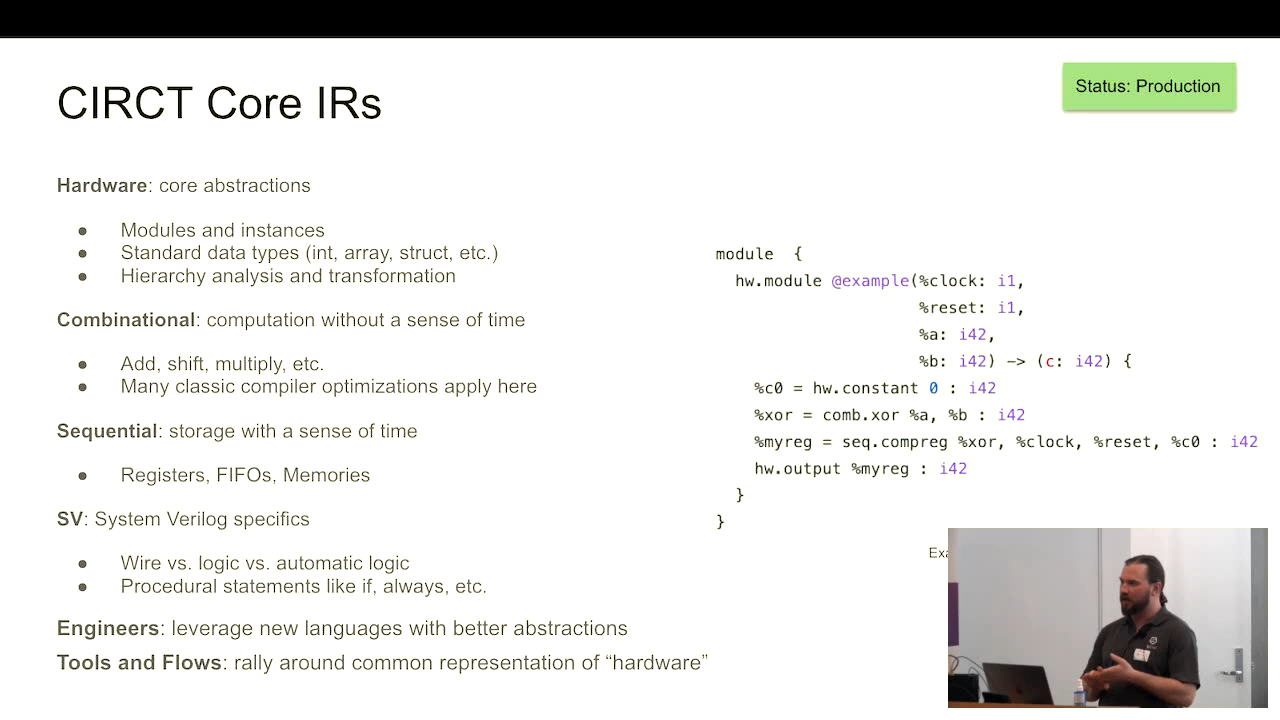 CIRCT Core IRs
Status: Production
Hardware: core abstractions
● Modules and instances
● Standard data types (int, array, struct, etc.)
● Hierarchy analysis and transformation
Combinational: computation without a sense of time
● Add, shift, multiply, etc.
● Many classic compiler optimizations apply here
Sequential: storage with a sense of time
● Registers, FIFOs, Memories
SV: System Verilog specifics
● Wire vs. logic vs. automatic logic
● Procedural statements like if, always, etc.
Engineers: leverage new languages with better abstractions
Tools and Flows: rally around common representation of “hardware”
module {
hw.module @example(%clock: i1,
%reset: i1,
%a: i42,
%b: i42) -> (c: i42) {
%c0 = hw.constant 0 : i42
%xor = comb.xor %a, %b : i42
%myreg = seq.compreg %xor, %clock, %reset, %c0 : i42
hw.output %myreg : i42
}
}